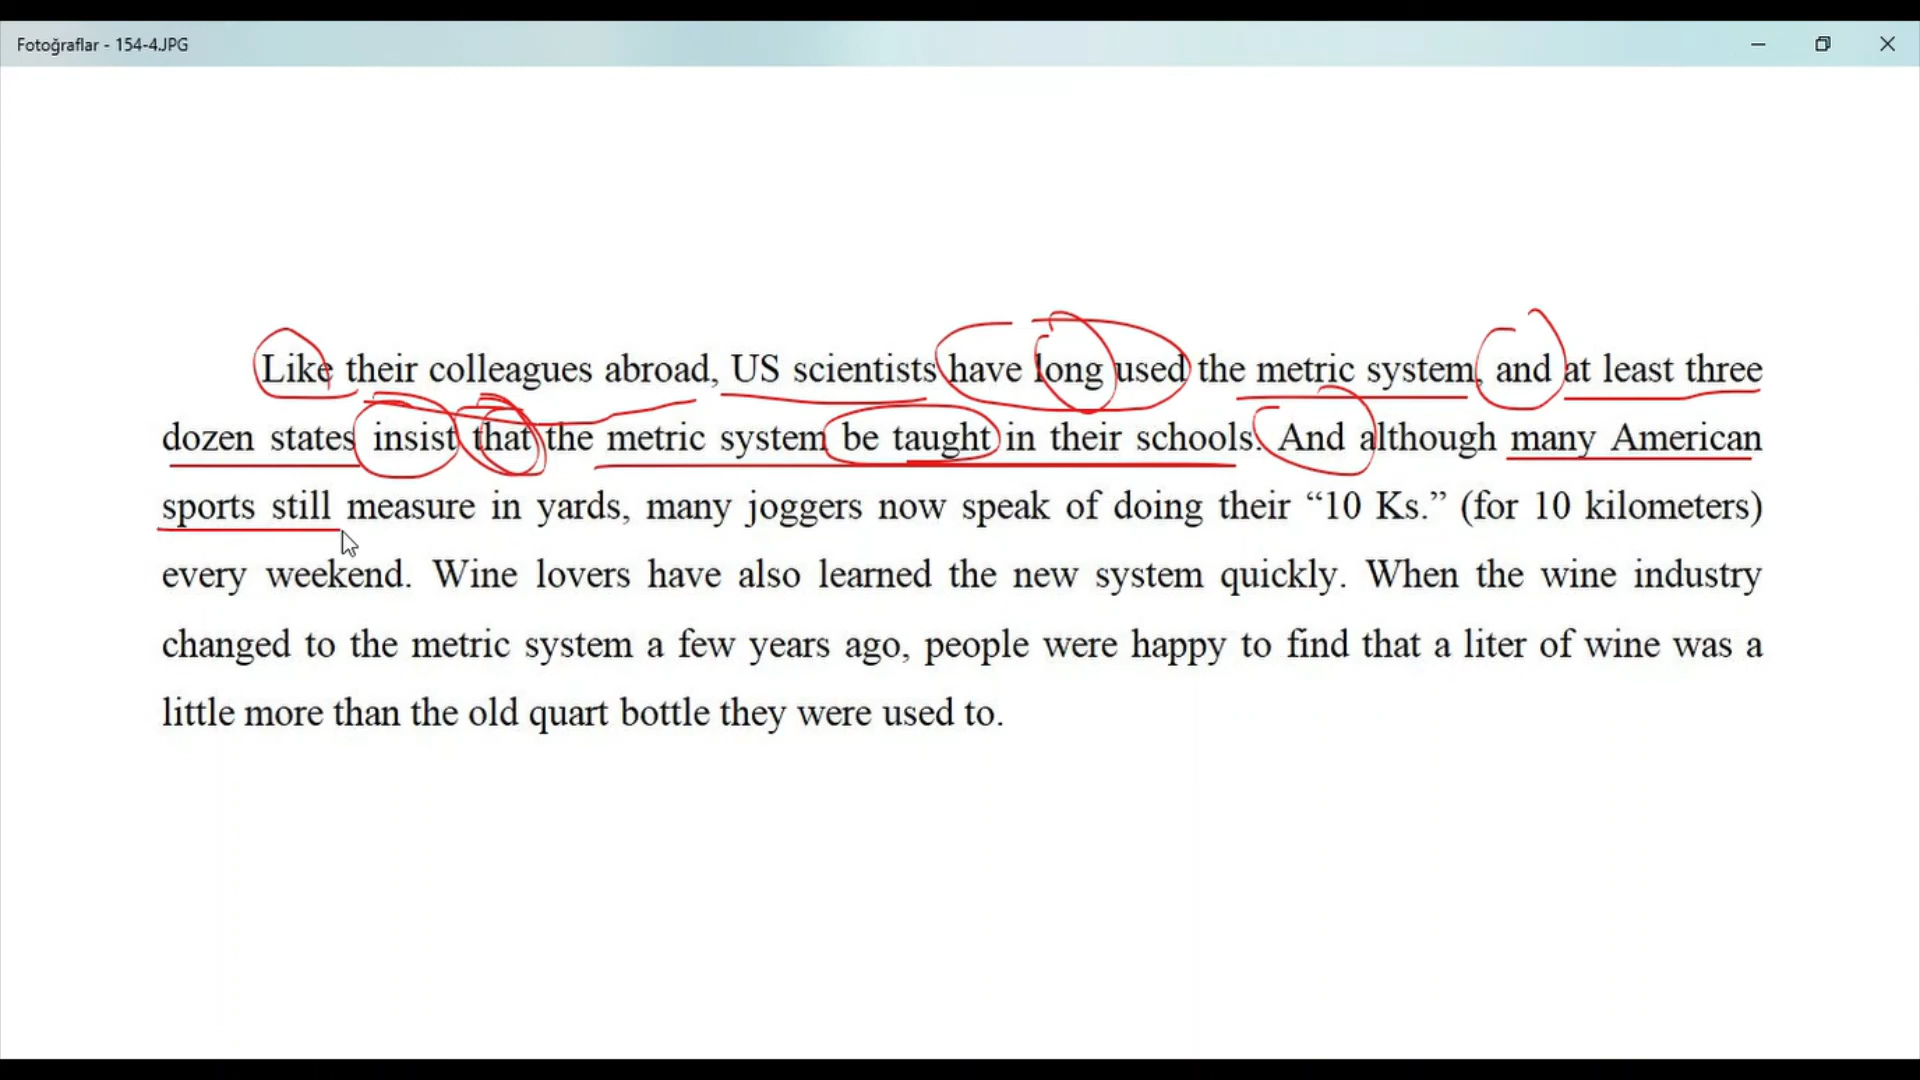 Fotoğraflar - 154-4.JPG
Like their colleagues abroad, US scientists have long used the metric system, and at least three
dozen states insist that the metric system be taught in their schools. And although many American
sports still measure in yards, many joggers now speak of doing their “10 Ks.” (for 10 kilometers)
every weekend. Wine lovers have also learned the new system quickly. When the wine industry
changed to the metric system a few years ago, people were happy to find that a liter of wine was a
little more than the old quart bottle they were used to.